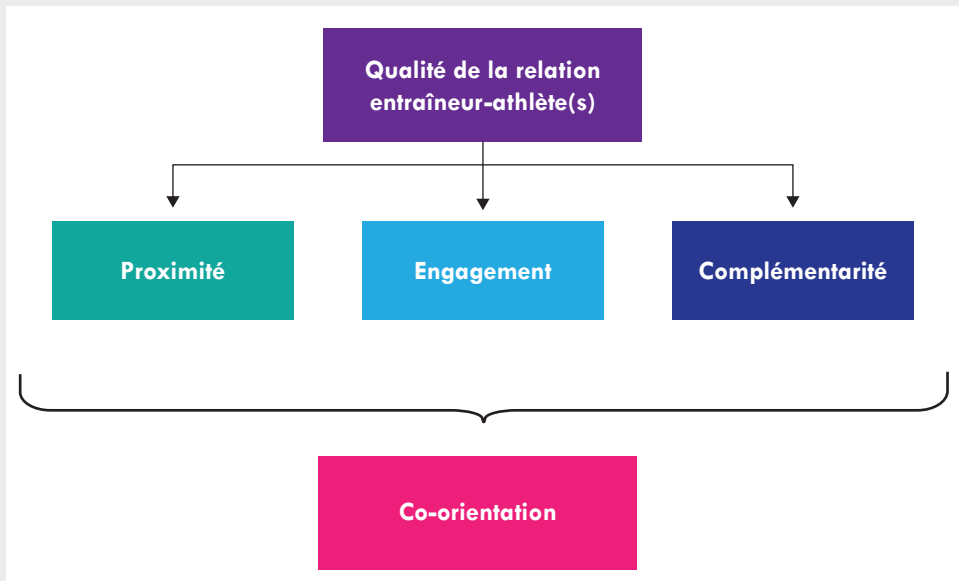 Qualité de la relation
entraîneur-athlète(s)
Proximité
Engagement
Complémentarité
Co-orientation